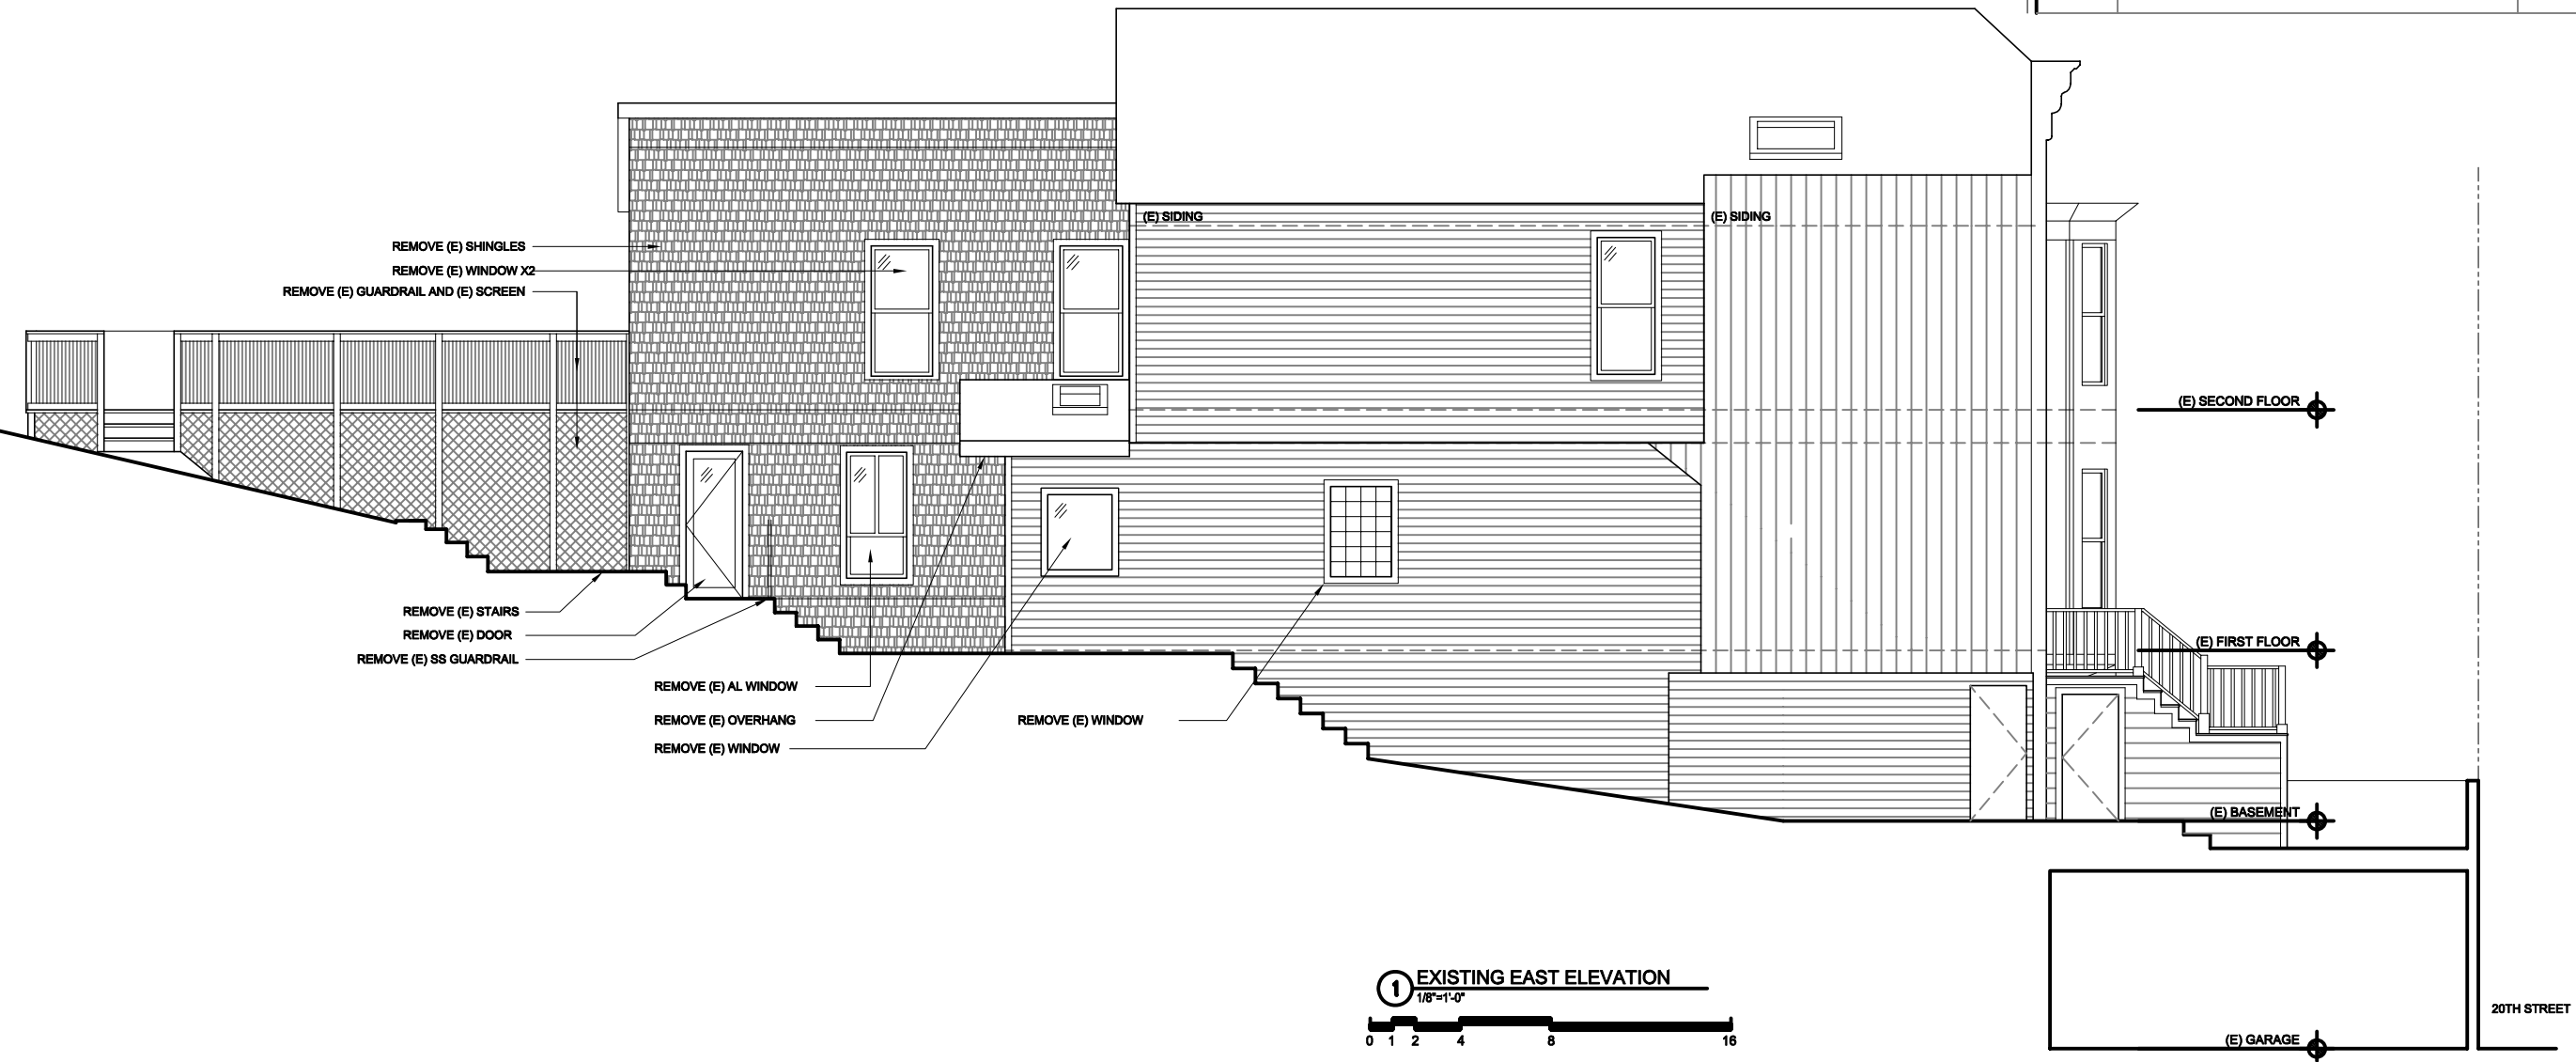 (E) SIDING
(E) SIDING
REMOVE (E) SHINGLES
REMOVE (E) WINDOW X2
REMOVE (E) GUARDRAIL AND (E) SCREEN
(E) SECOND FLOOR
REMOVE (E) STAIRS
REMOVE (E) DOOR
REMOVE (E) SS GUARDRAIL
(E) FIRST FLOOR
REMOVE (E) AL WINDOW
REMOVE (E) OVERHANG
REMOVE (E) WINDOW
REMOVE (E) WINDOW
(E) BASEMENT
1 EXISTING EAST ELEVATION
1/8"=1'-0"
0 1 2 4 8 16
20TH STREET
(E) GARAGE